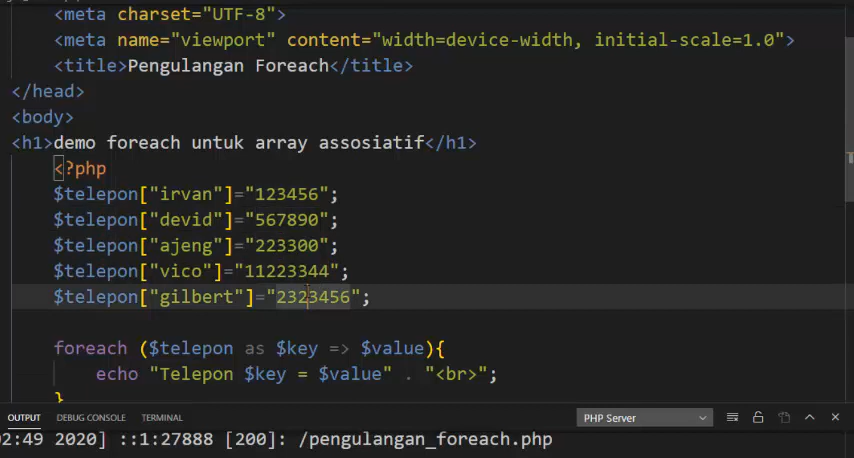 <meta charset="UTF-8">
<meta name="viewport" content="width=device-width, initial-scale=1.0">
<title>Pengulangan Foreach</title>
</head>
<body>
<h1>demo foreach untuk array assosiatif</h1>
<?php
$telepon["irvan"]="123456";
$telepon["devid"]="567890";
$telepon["ajeng"]="223300";
$telepon["vico"]="11223344";
$telepon["gilbert"]="2323456";
foreach ($telepon as $key => $value){
echo "Telepon $key = $value" . "<br>";
}
OUTPUT DEBUG CONSOLE TERMINAL PHP Server
02:49 2020] ::1:27888 [200]: /pengulangan_foreach.php